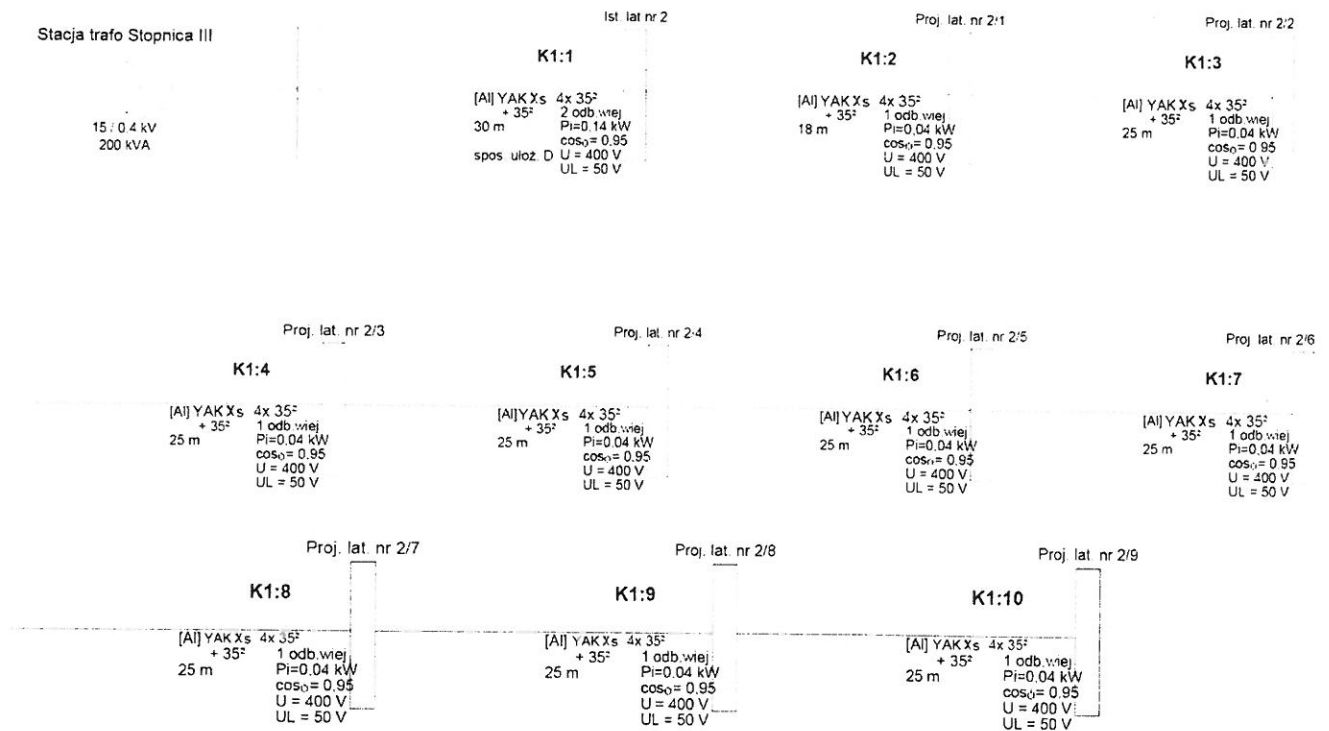 Stacja trafo Stopnica III
15 / 0.4 kV
200 kVA
Ist. lat nr 2
K1:1
[Al] YAKXs 4x 35²
+ 35² 2 odb.wiej
30 m Pi=0.14 kW
cosφ= 0.95
spos. ułoż. D U = 400 V
UL = 50 V
Proj. lat. nr 2/1
K1:2
[Al] YAKXs 4x 35²
+ 35² 1 odb.wiej
18 m Pi=0,04 kW
cosφ= 0.95
U = 400 V
UL = 50 V
Proj. lat. nr 2/2
K1:3
[Al] YAKXs 4x 35²
+ 35² 1 odb.wiej
25 m Pi=0.04 kW
cosφ= 0.95
U = 400 V
UL = 50 V
Proj. lat. nr 2/3
K1:4
[Al] YAKXs 4x 35²
+ 35² 1 odb.wiej
25 m Pi=0.04 kW
cosφ= 0.95
U = 400 V
UL = 50 V
Proj. lat. nr 2/4
K1:5
[Al] YAKXs 4x 35²
+ 35² 1 odb.wiej
25 m Pi=0.04 kW
cosφ= 0.95
U = 400 V
UL = 50 V
Proj. lat. nr 2/5
K1:6
[Al] YAKXs 4x 35²
+ 35² 1 odb.wiej
25 m Pi=0.04 kW
cosφ= 0.95
U = 400 V
UL = 50 V
Proj. lat. nr 2/6
K1:7
[Al] YAKXs 4x 35²
+ 35² 1 odb.wiej
25 m Pi=0.04 kW
cosφ= 0.95
U = 400 V
UL = 50 V
Proj. lat. nr 2/7
K1:8
[Al] YAKXs 4x 35²
+ 35² 1 odb.wiej
25 m Pi=0.04 kW
cosφ= 0,95
U = 400 V
UL = 50 V
Proj. lat. nr 2/8
K1:9
[Al] YAKXs 4x 35²
+ 35² 1 odb.wiej
25 m Pi=0,04 kW
cosφ= 0,95
U = 400 V
UL = 50 V
Proj. lat. nr 2/9
K1:10
[Al] YAKXs 4x 35²
+ 35² 1 odb.wiej
25 m Pi=0,04 kW
cosφ= 0,95
U = 400 V
UL = 50 V